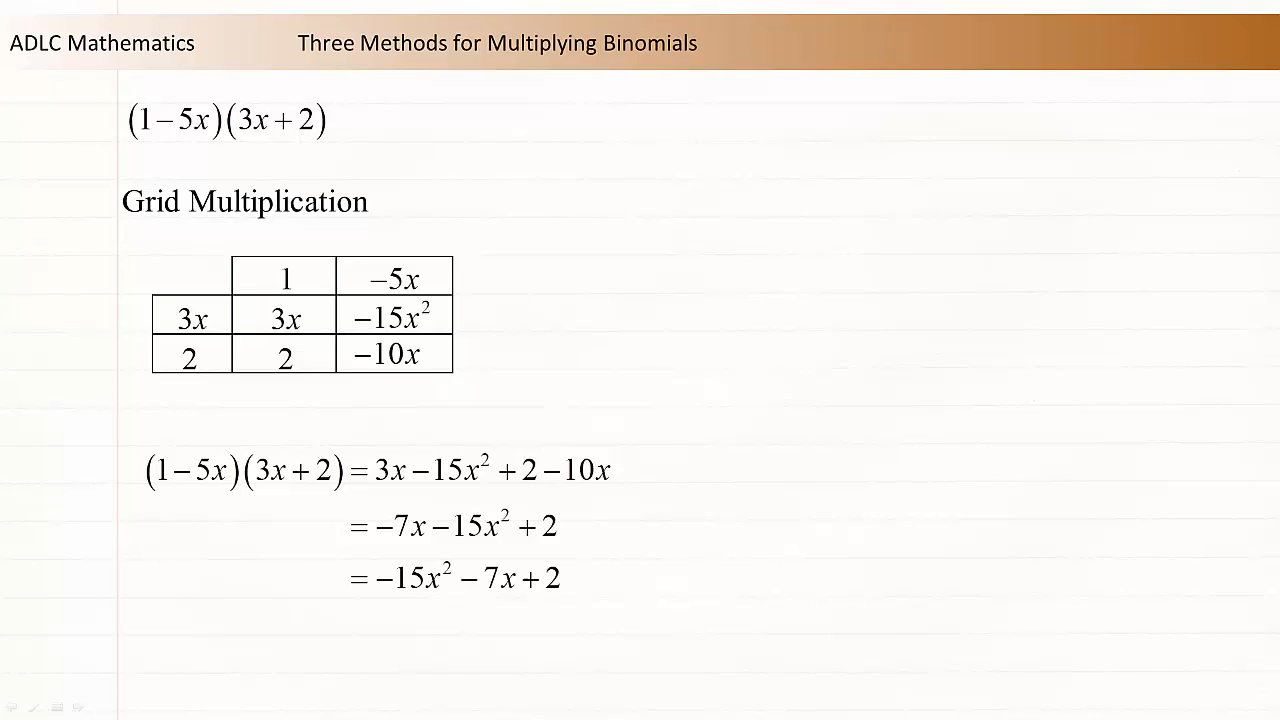 ADLC Mathematics Three Methods for Multiplying Binomials
(1 − 5x)(3x + 2)
Grid Multiplication
1 −5x
3x 3x −15x²
2 2 −10x
(1 − 5x)(3x + 2) = 3x − 15x² + 2 − 10x
= −7x − 15x² + 2
= −15x² − 7x + 2